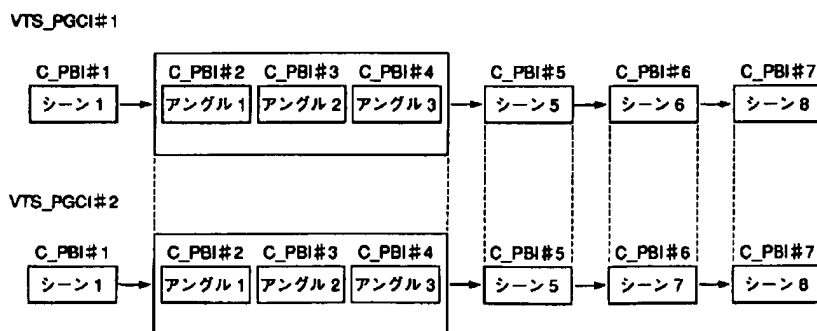 VTS_PGCI#1
C_PBI#1 C_PBI#2 C_PBI#3 C_PBI#4 C_PBI#5 C_PBI#6 C_PBI#7
シーン1 アングル1 アングル2 アングル3 シーン5 シーン6 シーン8
VTS_PGCI#2
C_PBI#1 C_PBI#2 C_PBI#3 C_PBI#4 C_PBI#5 C_PBI#6 C_PBI#7
シーン1 アングル1 アングル2 アングル3 シーン5 シーン7 シーン8